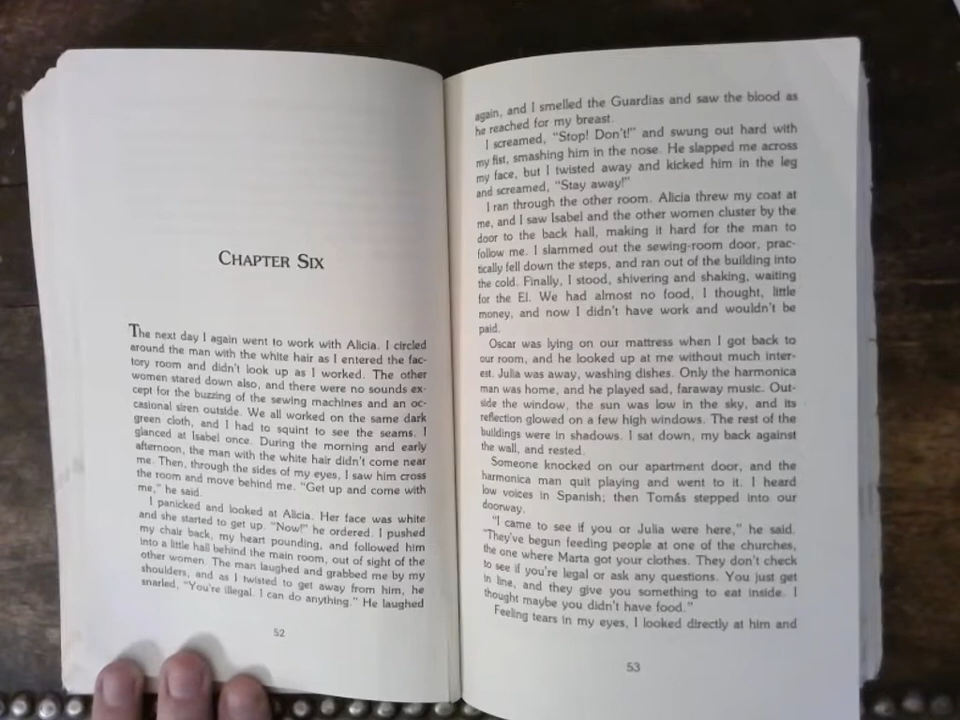 CHAPTER SIX
The next day I again went to work with Alicia. I circled
around the man with the white hair as I entered the fac-
tory room and didn't look up as I worked. The other
women stared down also, and there were no sounds ex-
cept for the buzzing of the sewing machines and an oc-
casional siren outside. We all worked on the same dark
green cloth, and I had to squint to see the seams. I
glanced at Isabel once. During the morning and early
afternoon, the man with the white hair didn't come near
me. Then, through the sides of my eyes, I saw him cross
the room and move behind me. "Get up and come with
me," he said.
I panicked and looked at Alicia. Her face was white
and she started to get up. "Now!" he ordered. I pushed
my chair back, my heart pounding, and followed him
into a little hall behind the main room, out of sight of the
other women. The man laughed and grabbed me by my
shoulders, and as I twisted to get away from him, he
snarled, "You're illegal. I can do anything." He laughed
52
again, and I smelled the Guardias and saw the blood as
he reached for my breast.
I screamed, "Stop! Don't!" and swung out hard with
my fist, smashing him in the nose. He slapped me across
my face, but I twisted away and kicked him in the leg
and screamed, "Stay away!"
I ran through the other room. Alicia threw my coat at
me, and I saw Isabel and the other women cluster by the
door to the back hall, making it hard for the man to
follow me. I slammed out the sewing-room door, prac-
tically fell down the steps, and ran out of the building into
the cold. Finally, I stood, shivering and shaking, waiting
for the El. We had almost no food, I thought, little
money, and now I didn't have work and wouldn't be
paid.
Oscar was lying on our mattress when I got back to
our room, and he looked up at me without much inter-
est. Julia was away, washing dishes. Only the harmonica
man was home, and he played sad, faraway music. Out-
side the window, the sun was low in the sky, and its
reflection glowed on a few high windows. The rest of the
buildings were in shadows. I sat down, my back against
the wall, and rested.
Someone knocked on our apartment door, and the
harmonica man quit playing and went to it. I heard
low voices in Spanish; then Tomás stepped into our
doorway.
"I came to see if you or Julia were here," he said.
"They've begun feeding people at one of the churches,
the one where Marta got your clothes. They don't check
to see if you're legal or ask any questions. You just get
in line, and they give you something to eat inside. I
thought maybe you didn't have food."
Feeling tears in my eyes, I looked directly at him and
53